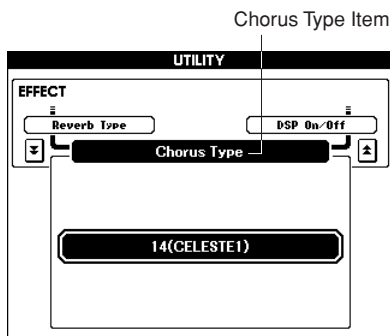 Chorus Type Item
UTILITY
EFFECT
Reverb Type
DSP On/Off
Chorus Type
14(CELESTE1)